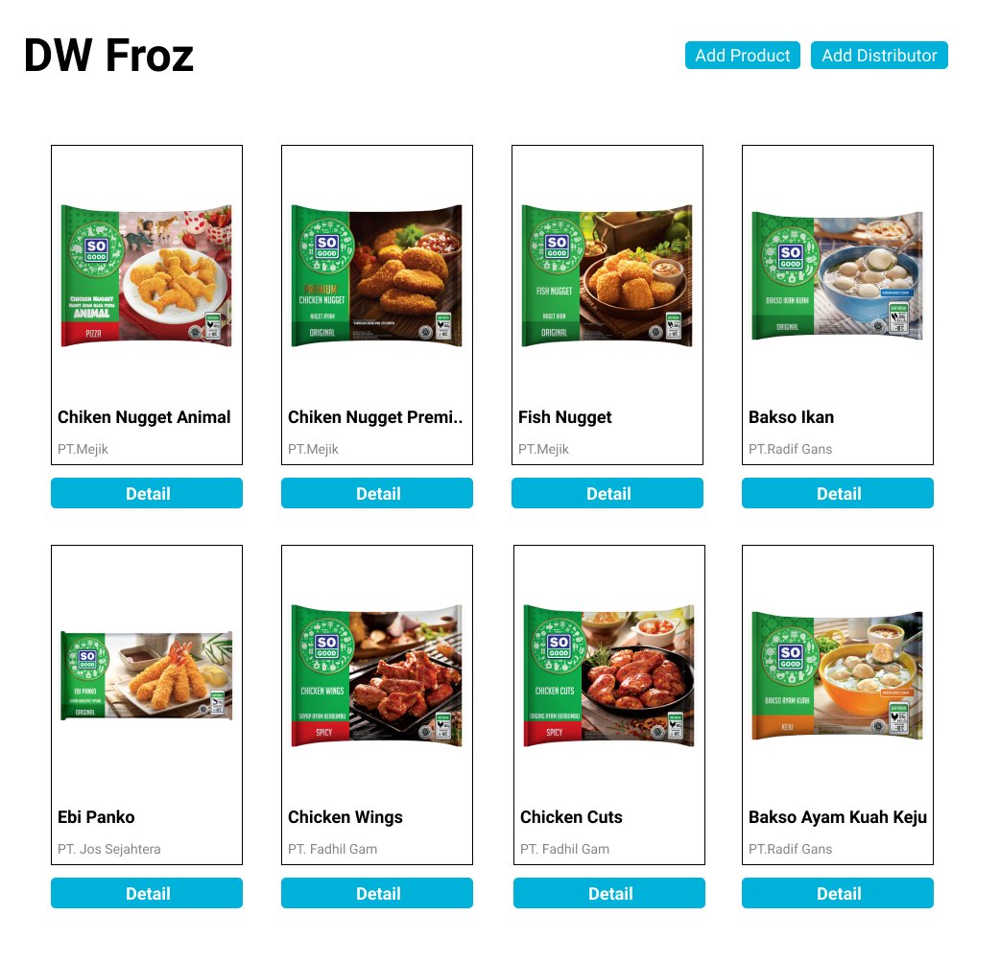 DW Froz
Add Product
Add Distributor
SO
GOOD
CHICKEN NUGGET
NAGET AYAM RASA PIZZA
ANIMAL
PIZZA
SO
GOOD
PREMIUM
CHICKEN NUGGET
NAGET AYAM
ORIGINAL
SO
GOOD
FISH NUGGET
NAGET IKAN
ORIGINAL
SO
GOOD
BAKSO IKAN KUAH
ORIGINAL
Chiken Nugget Animal
PT.Mejik
Chiken Nugget Premi..
PT.Mejik
Fish Nugget
PT.Mejik
Bakso Ikan
PT.Radif Gans
Detail
Detail
Detail
Detail
SO
GOOD
EBI PANKO
ORIGINAL
SO
GOOD
CHICKEN WINGS
SAYAP AYAM BERBUMBU
SPICY
SO
GOOD
CHICKEN CUTS
DAGING AYAM BERBUMBU
SPICY
SO
GOOD
BAKSO AYAM KUAH
KEJU
Ebi Panko
PT. Jos Sejahtera
Chicken Wings
PT. Fadhil Gam
Chicken Cuts
PT. Fadhil Gam
Bakso Ayam Kuah Keju
PT.Radif Gans
Detail
Detail
Detail
Detail